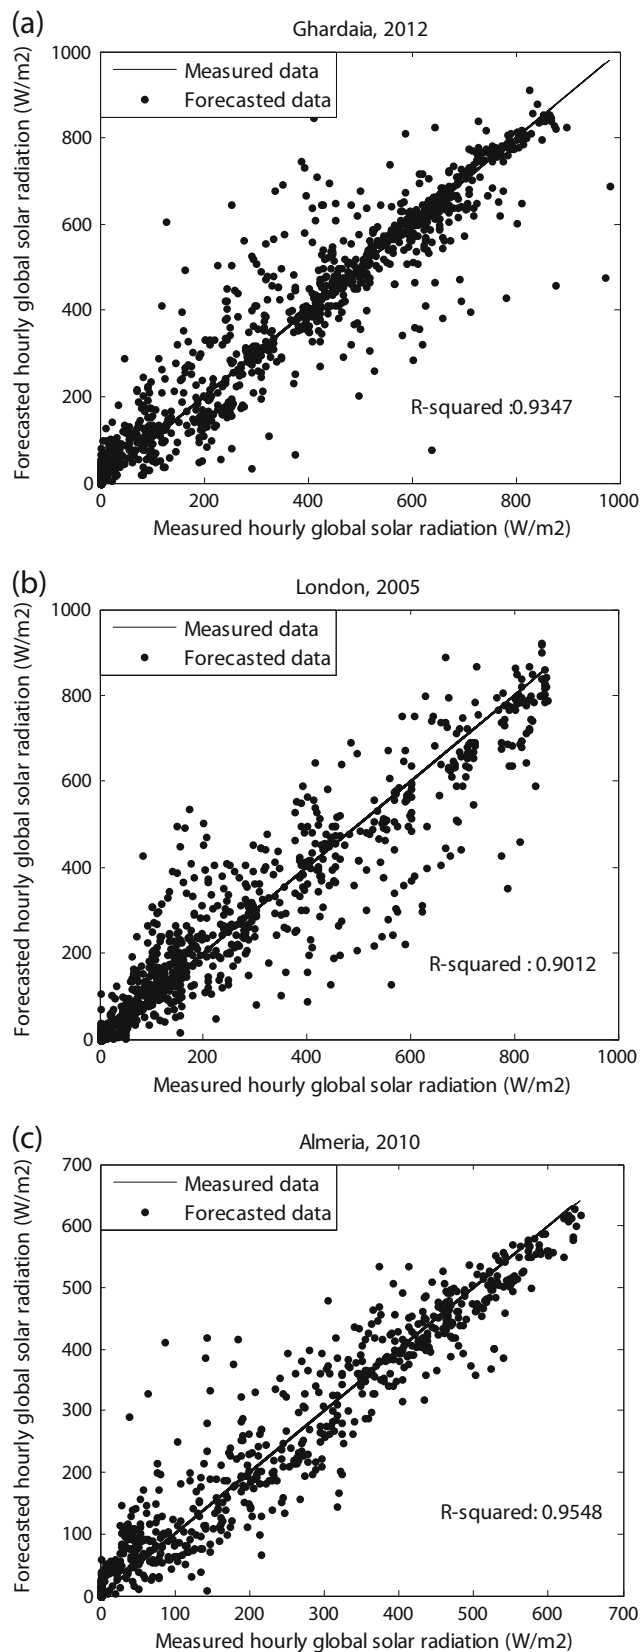 (a)
Ghardaia, 2012
Forecasted hourly global solar radiation (W/m2)
1000
800
600
400
200
0
Measured data
Forecasted data
R-squared :0.9347
0 200 400 600 800 1000
Measured hourly global solar radiation (W/m2)
(b)
London, 2005
Forecasted hourly global solar radiation (W/m2)
1000
800
600
400
200
0
Measured data
Forecasted data
R-squared : 0.9012
0 200 400 600 800 1000
Measured hourly global solar radiation (W/m2)
(c)
Almeria, 2010
Forecasted hourly global solar radiation (W/m2)
700
600
500
400
300
200
100
0
Measured data
Forecasted data
R-squared: 0.9548
0 100 200 300 400 500 600 700
Measured hourly global solar radiation (W/m2)